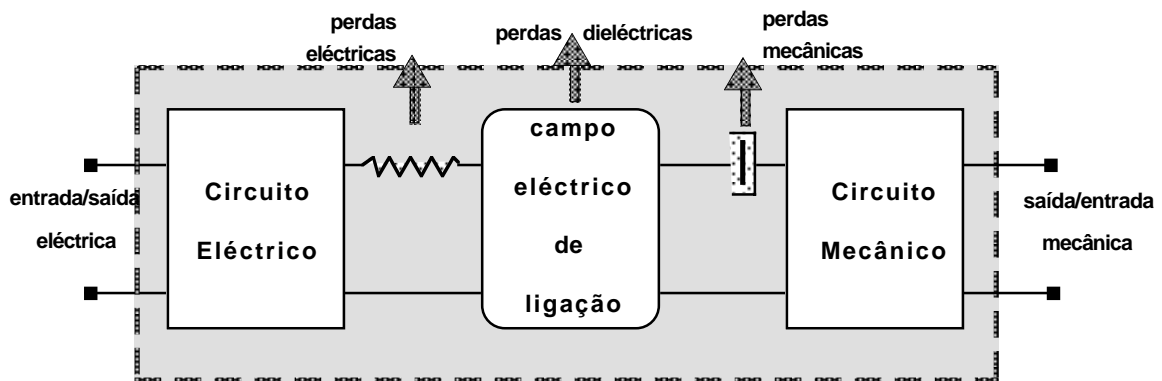 perdas
eléctricas
perdas dieléctricas
perdas
mecânicas
entrada/saída
eléctrica
Circuito
Eléctrico
campo
eléctrico
de
ligação
Circuito
Mecânico
saída/entrada
mecânica